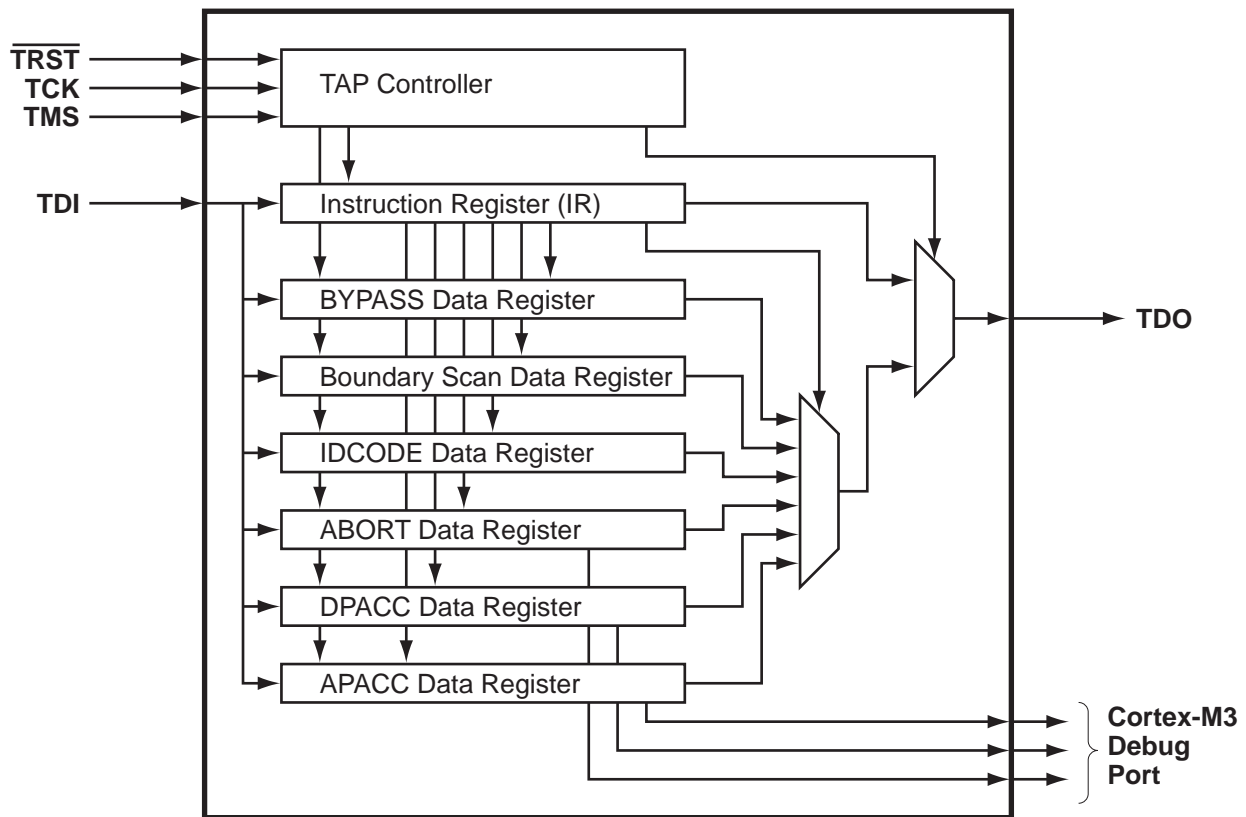 TRST
TCK
TMS
TAP Controller
TDI
Instruction Register (IR)
BYPASS Data Register
TDO
Boundary Scan Data Register
IDCODE Data Register
ABORT Data Register
DPACC Data Register
APACC Data Register
Cortex-M3
Debug
Port